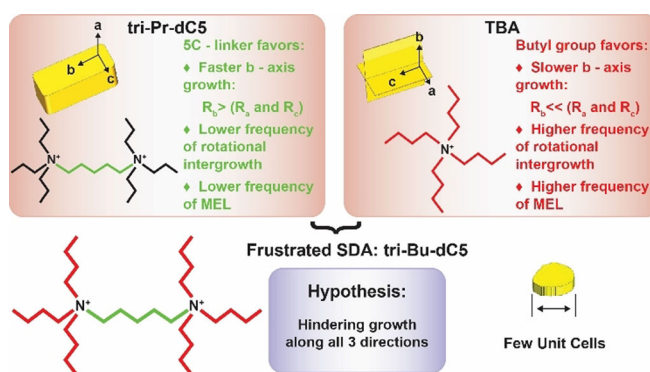 tri-Pr-dC5
a
b
c
N+
N+
5C - linker favors:
♦ Faster b - axis
growth:
Rb> (Ra and Rc)
♦ Lower frequency
of rotational
intergrowth
♦ Lower frequency
of MEL
TBA
b
c
a
N+
Butyl group favors:
♦ Slower b - axis
growth:
Rb<< (Ra and Rc)
♦ Higher frequency
of rotational
intergrowth
♦ Higher frequency
of MEL
Frustrated SDA: tri-Bu-dC5
N+
N+
Hypothesis:
Hindering growth
along all 3 directions
Few Unit Cells